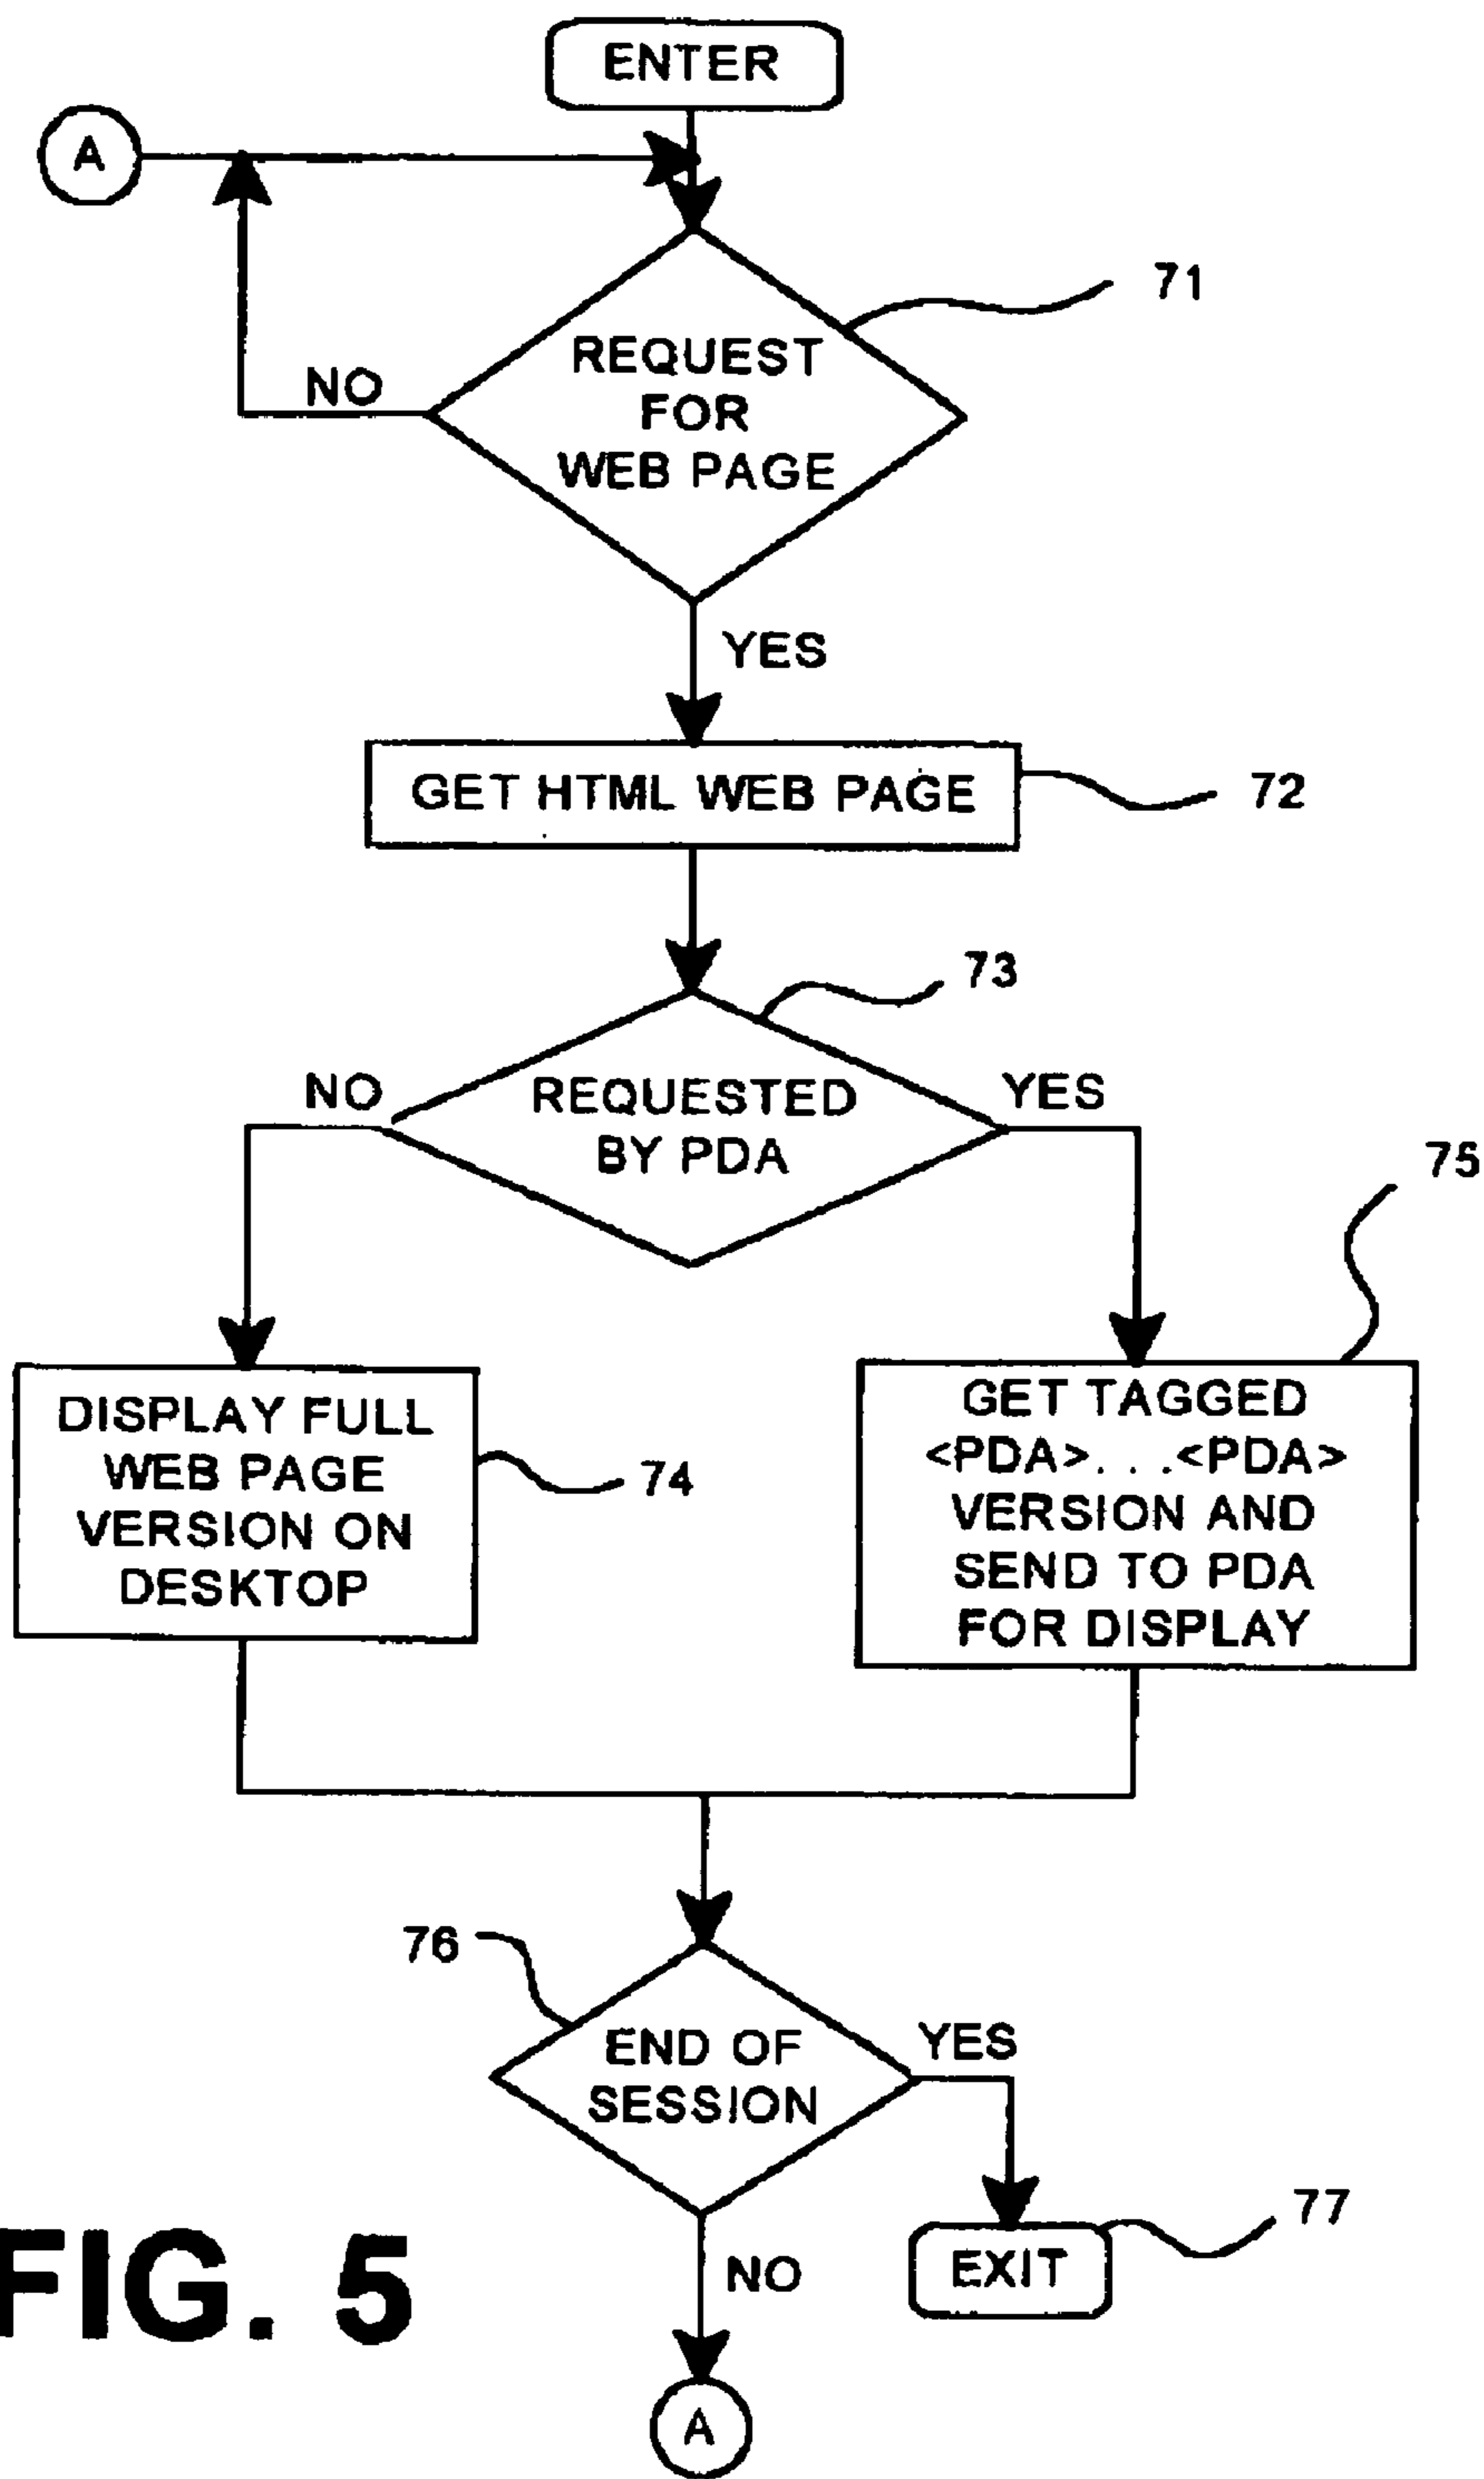 ENTER
A
71
REQUEST
FOR
WEB PAGE
NO
YES
GET HTML WEB PAGE
72
73
NO
REQUESTED
BY PDA
YES
75
DISPLAY FULL
WEB PAGE
VERSION ON
DESKTOP
74
GET TAGGED
<PDA>. . .<PDA>
VERSION AND
SEND TO PDA
FOR DISPLAY
76
END OF
SESSION
YES
77
EXIT
NO
FIG. 5
A